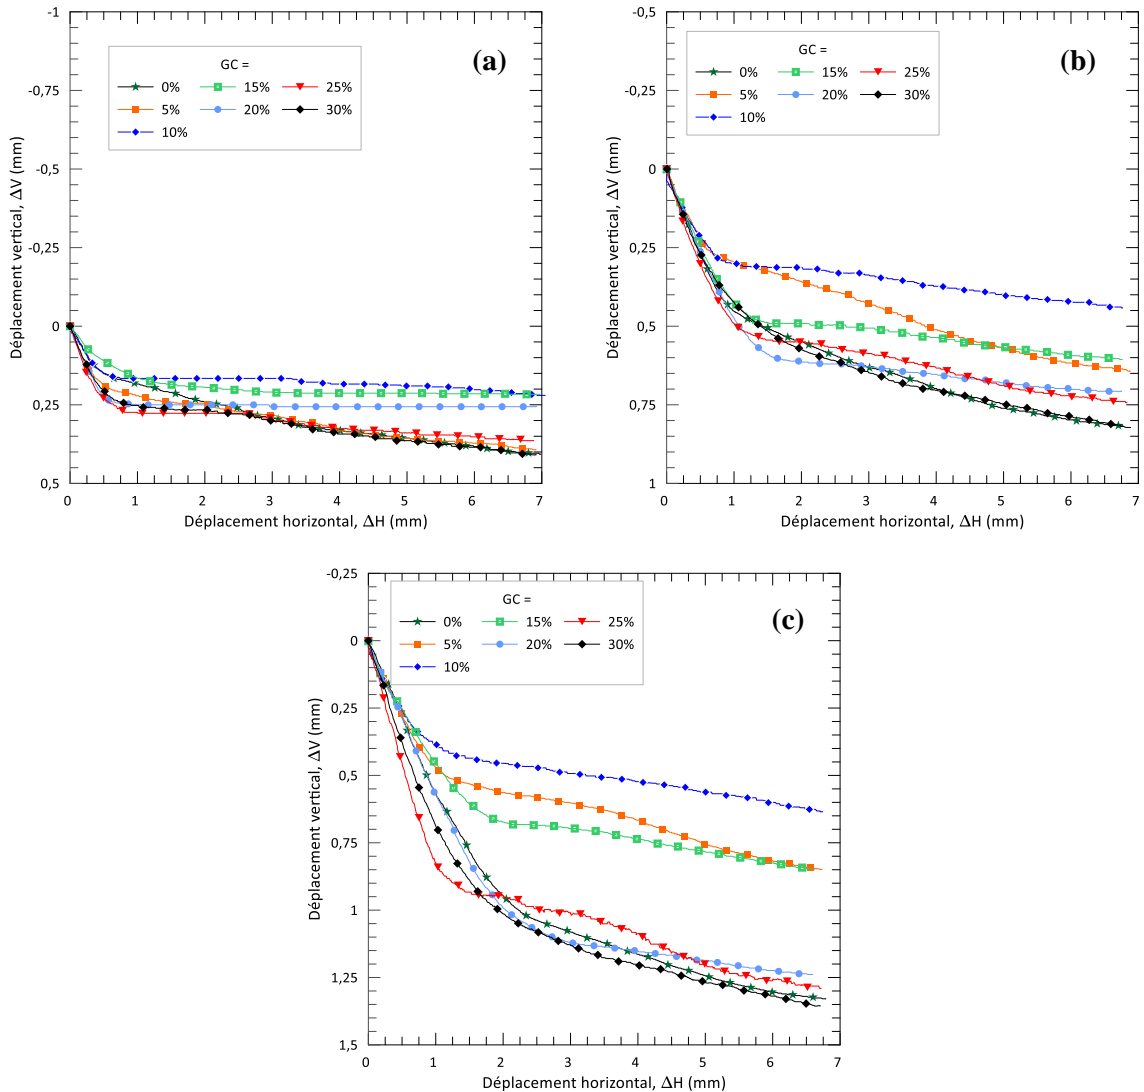 (a)
GC =
0% 15% 25%
5% 20% 30%
10%
-1
-0,75
-0,5
-0,25
0
0,25
0,5
Déplacement vertical, ΔV (mm)
0 1 2 3 4 5 6 7
Déplacement horizontal, ΔH (mm)
(b)
GC =
0% 15% 25%
5% 20% 30%
10%
-0,5
-0,25
0
0,25
0,5
0,75
1
Déplacement vertical, ΔV (mm)
0 1 2 3 4 5 6 7
Déplacement horizontal, ΔH (mm)
(c)
GC =
0% 15% 25%
5% 20% 30%
10%
-0,25
0
0,25
0,5
0,75
1
1,25
1,5
Déplacement vertical, ΔV (mm)
0 1 2 3 4 5 6 7
Déplacement horizontal, ΔH (mm)